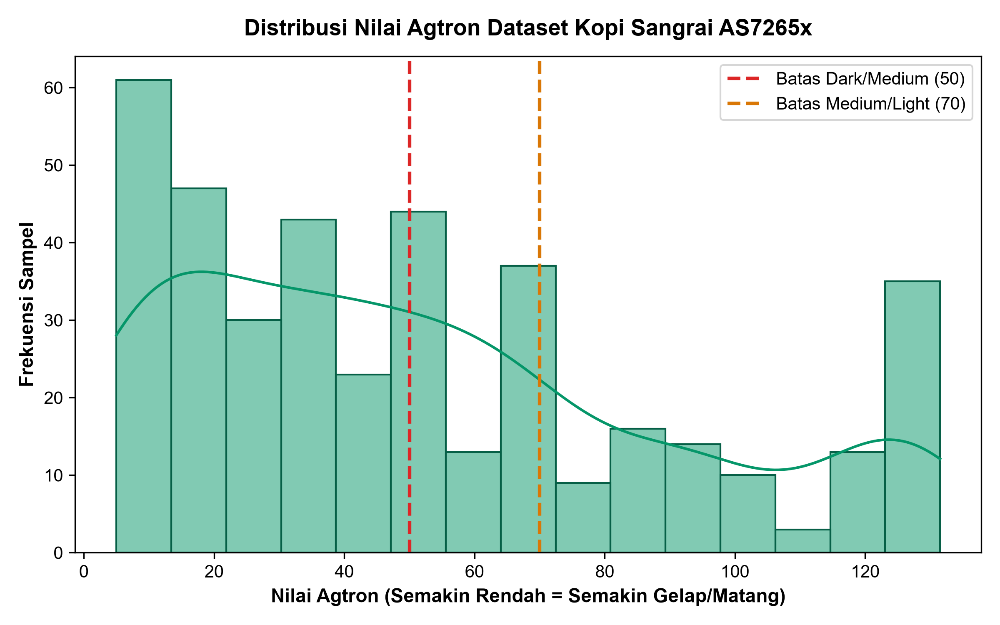 Distribusi Nilai Agtron Dataset Kopi Sangrai AS7265x
Batas Dark/Medium (50)
Batas Medium/Light (70)
Frekuensi Sampel
60
50
40
30
20
10
0
0 20 40 60 80 100 120
Nilai Agtron (Semakin Rendah = Semakin Gelap/Matang)